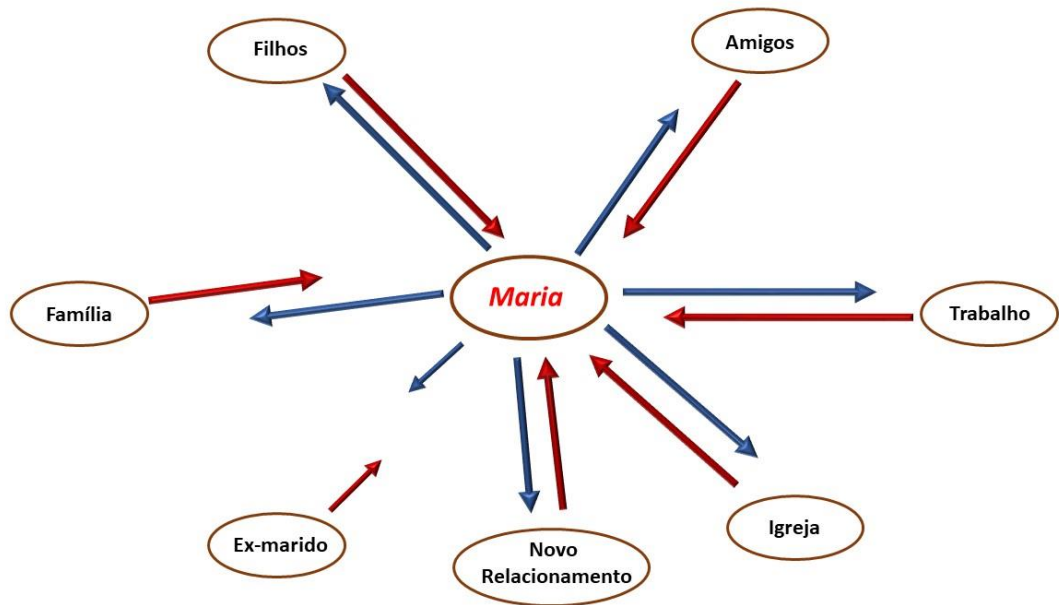 Filhos
Amigos
Maria
Família
Trabalho
Ex-marido
Novo
Relacionamento
Igreja